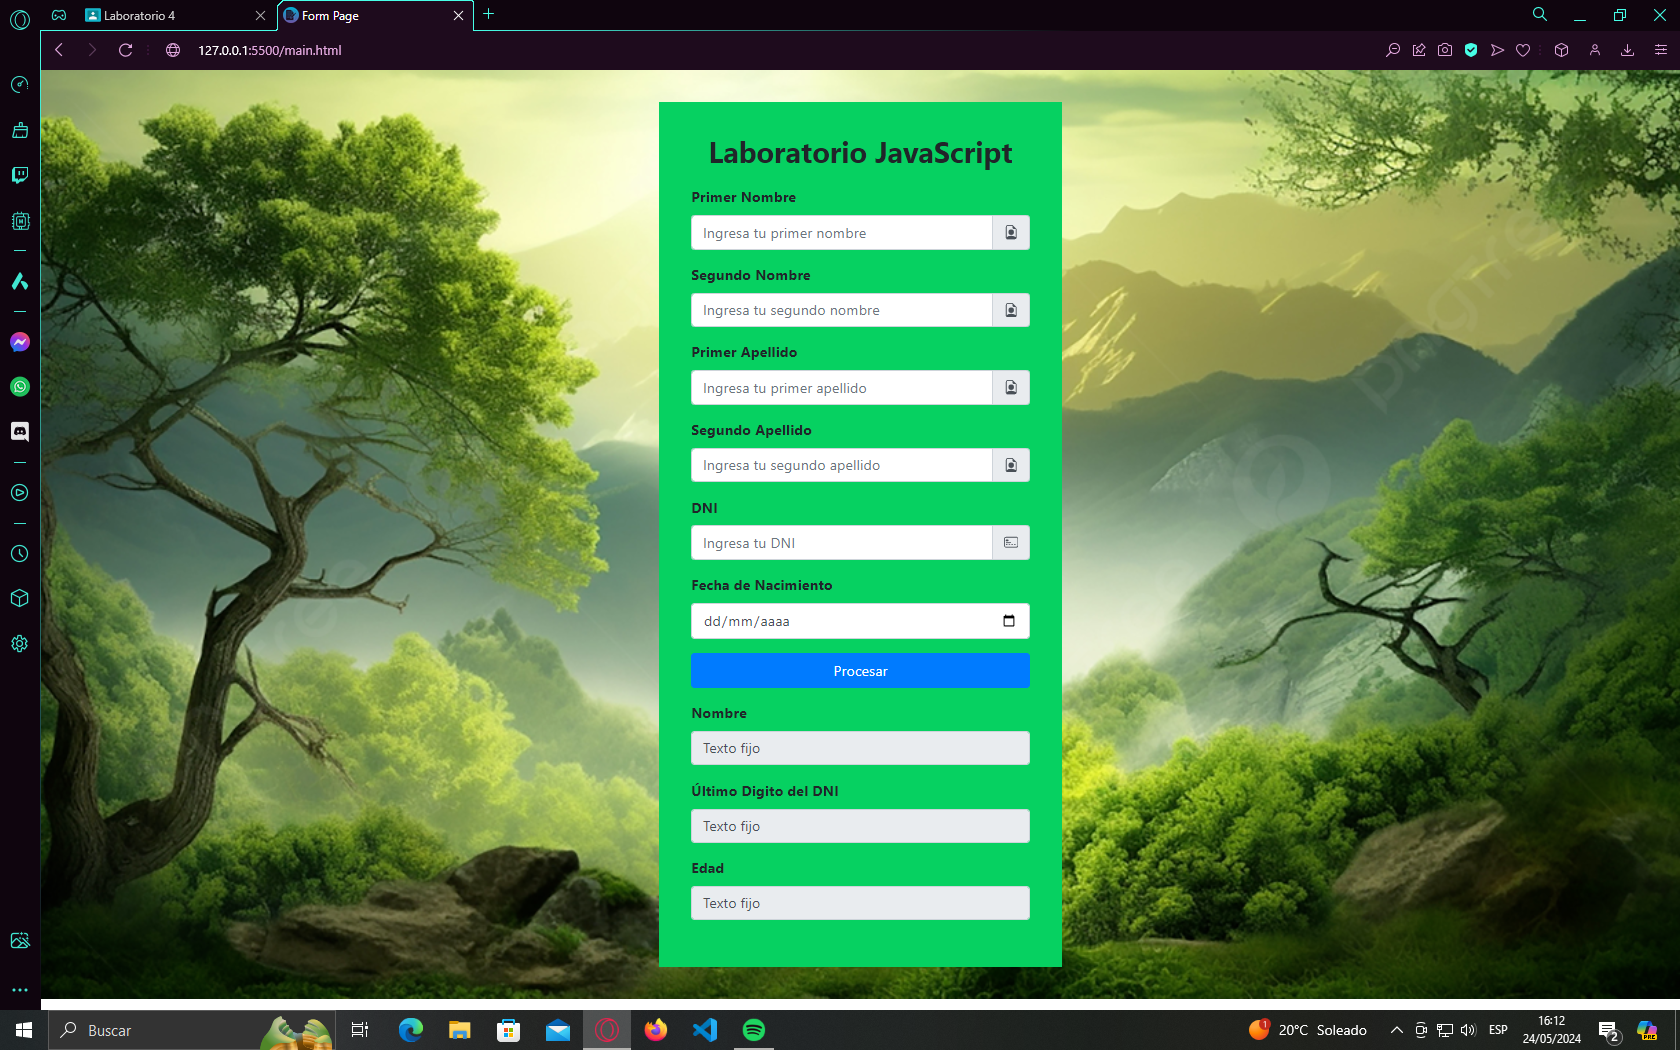 Laboratorio 4
Form Page
127.0.0.1:5500/main.html
Laboratorio JavaScript
Primer Nombre
Ingresa tu primer nombre
Segundo Nombre
Ingresa tu segundo nombre
Primer Apellido
Ingresa tu primer apellido
Segundo Apellido
Ingresa tu segundo apellido
DNI
Ingresa tu DNI
Fecha de Nacimiento
dd/mm/aaaa
Procesar
Nombre
Texto fijo
Último Digito del DNI
Texto fijo
Edad
Texto fijo
Buscar
1
20°C Soleado
ESP
16:12
24/05/2024
2
PRE